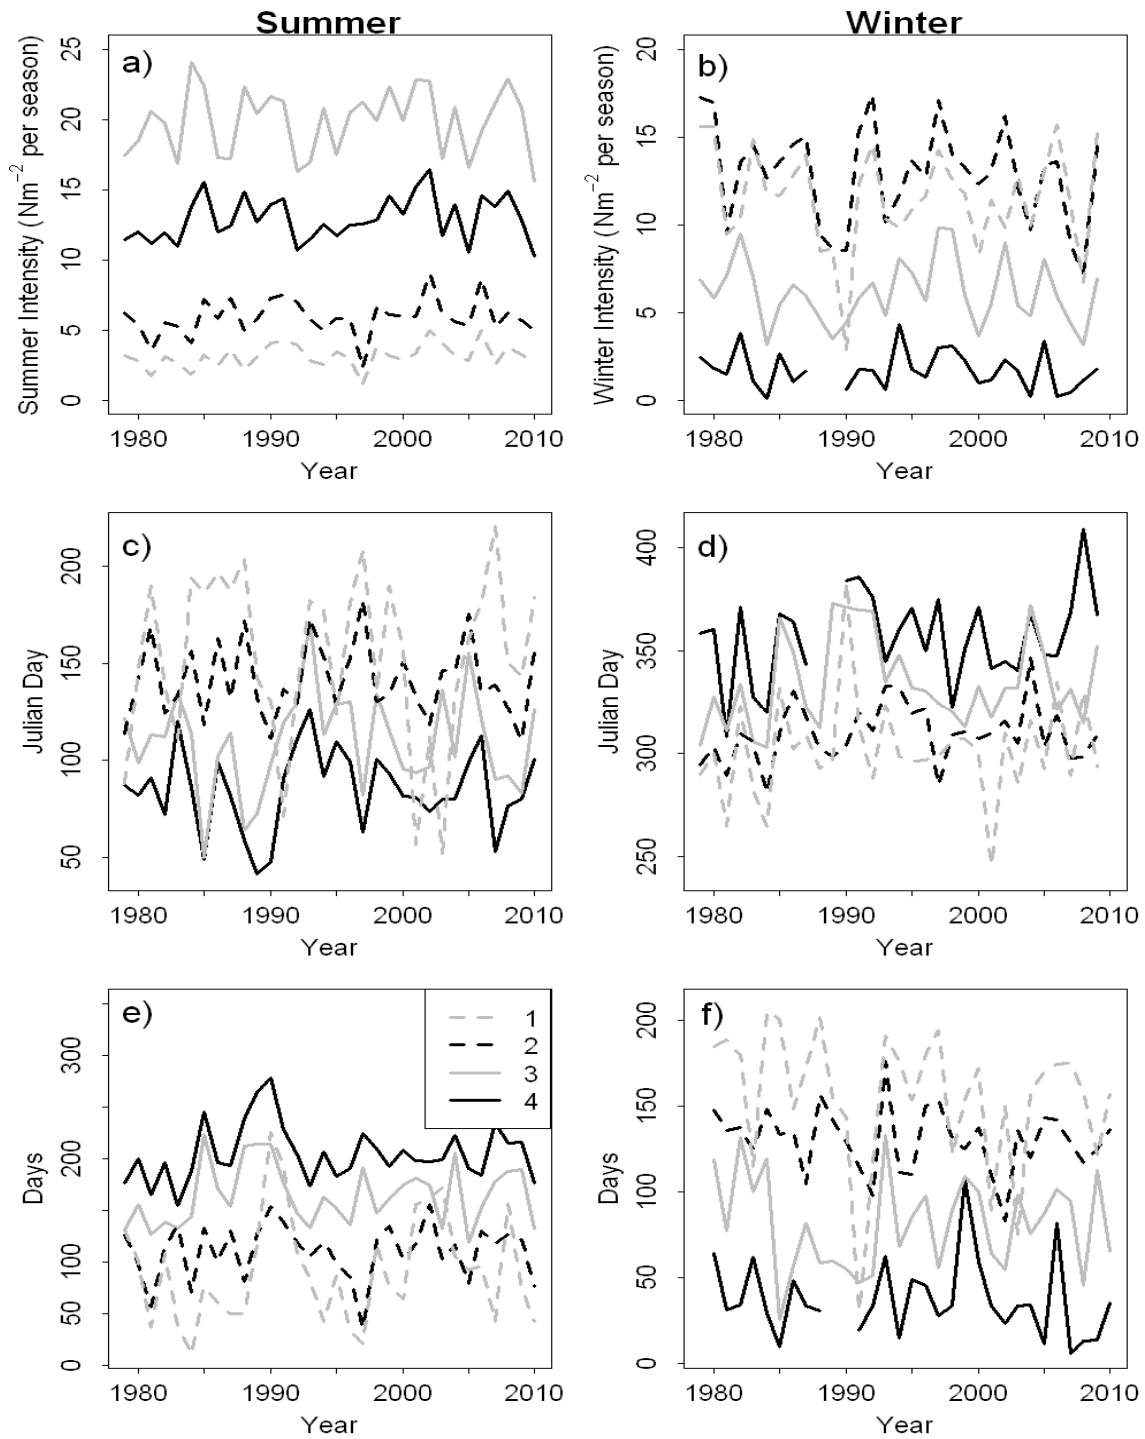 Summer
Winter
a)
Summer Intensity (Nm−2 per season)
0
5
10
15
20
25
1980 1990 2000 2010
Year
b)
Winter Intensity (Nm−2 per season)
0
5
10
15
20
1980 1990 2000 2010
Year
c)
Julian Day
50
100
150
200
1980 1990 2000 2010
Year
d)
Julian Day
250
300
350
400
1980 1990 2000 2010
Year
e)
Days
0
50
100
200
300
1
2
3
4
1980 1990 2000 2010
Year
f)
Days
0
50
100
150
200
1980 1990 2000 2010
Year